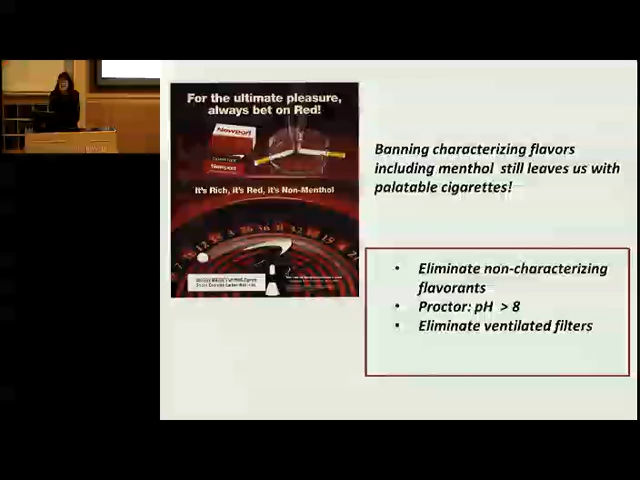 For the ultimate pleasure,
always bet on Red!
Newport
Newport
It's Rich, it's Red, it's Non-Menthol
Banning characterizing flavors
including menthol still leaves us with
palatable cigarettes!
• Eliminate non-characterizing
flavorants
• Proctor: pH > 8
• Eliminate ventilated filters